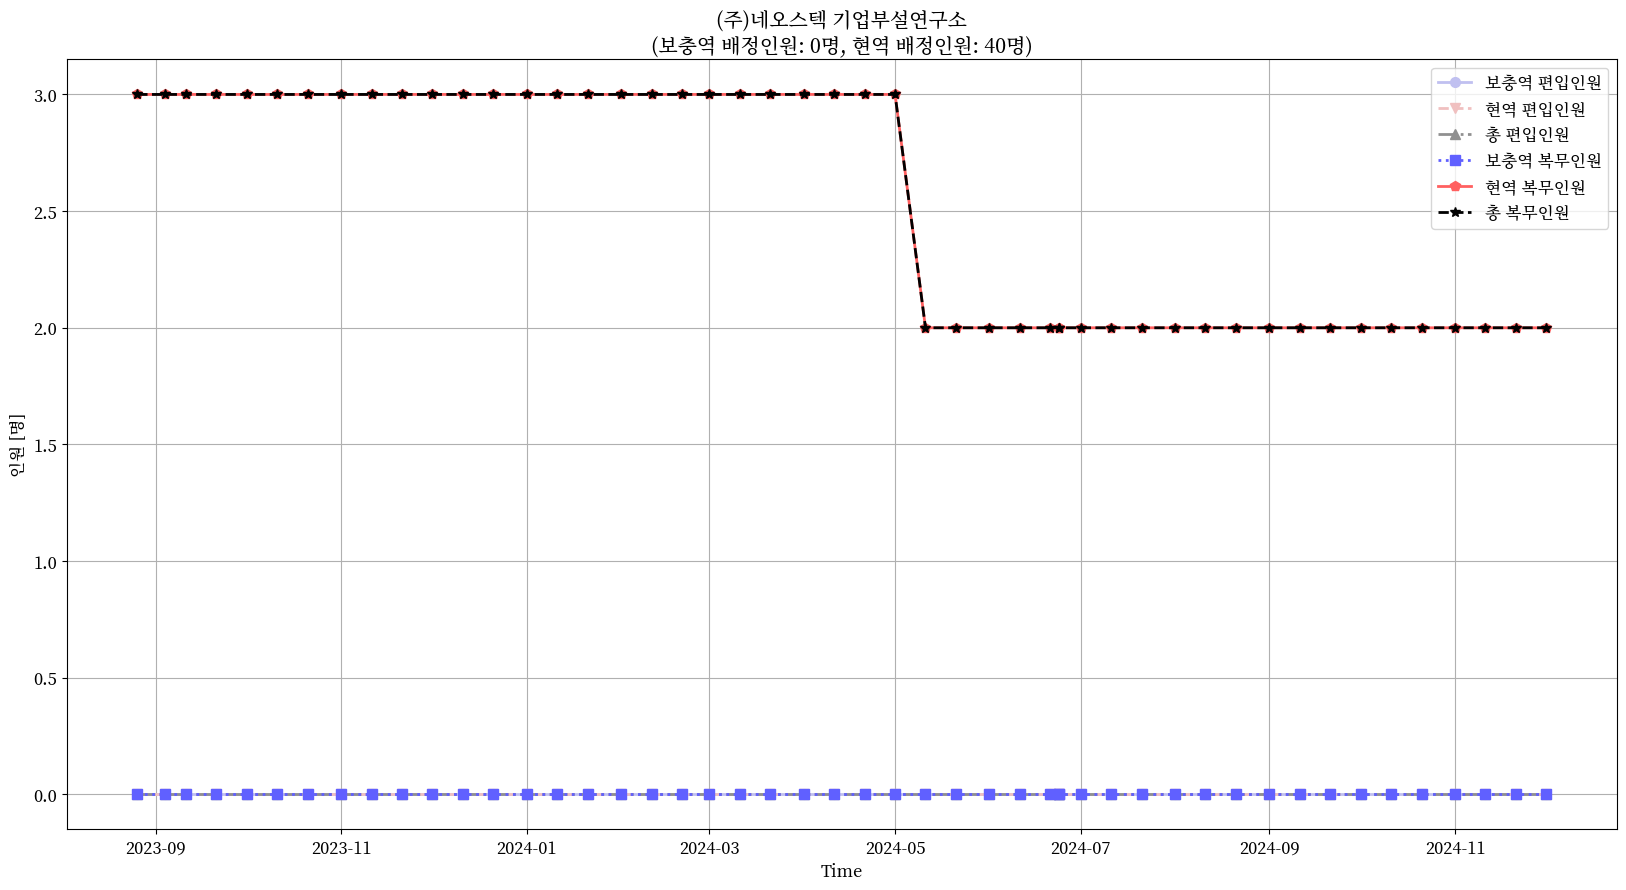 (주)네오스텍 기업부설연구소
(보충역 배정인원: 0명, 현역 배정인원: 40명)
보충역 편입인원
현역 편입인원
총 편입인원
보충역 복무인원
현역 복무인원
총 복무인원
3.0
2.5
2.0
1.5
1.0
0.5
0.0
인원 [명]
2023-09
2023-11
2024-01
2024-03
2024-05
2024-07
2024-09
2024-11
Time